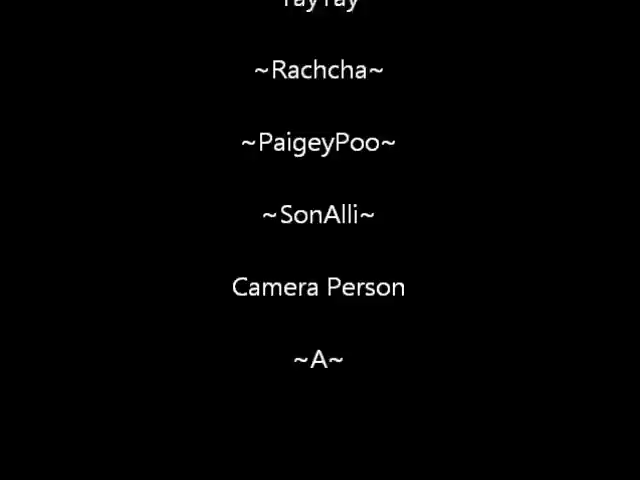 ~Rachcha~
~PaigeyPoo~
~SonAlli~
Camera Person
~A~